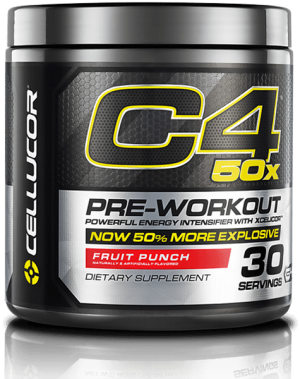 CELLUCOR®
C4
50x
PRE-WORKOUT
POWERFUL ENERGY INTENSIFIER WITH XCELICOR™
NOW 50% MORE EXPLOSIVE
FRUIT PUNCH
NATURALLY & ARTIFICIALLY FLAVORED
DIETARY SUPPLEMENT
30
SERVINGS